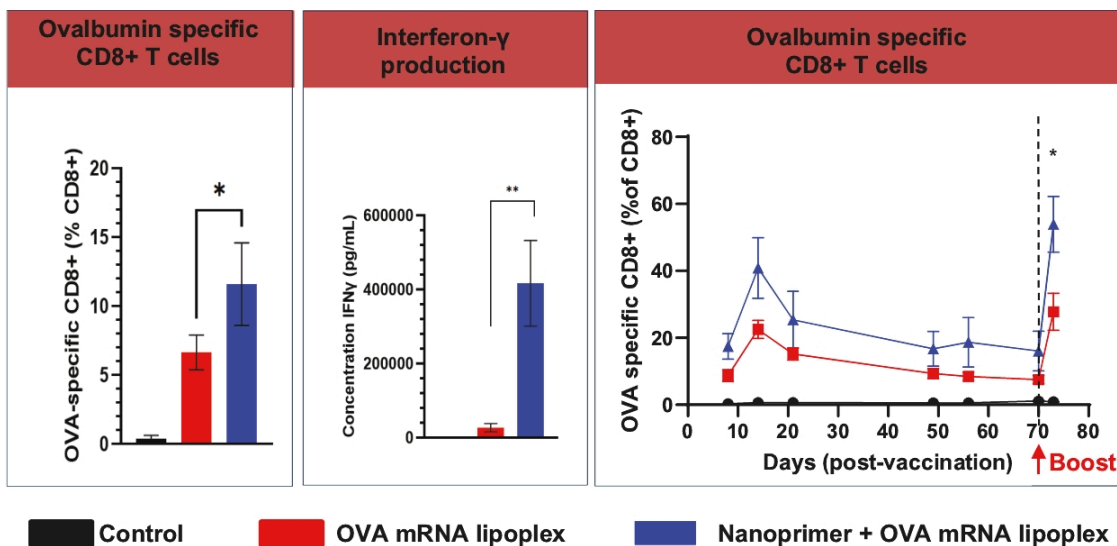 Ovalbumin specific
CD8+ T cells
OVA-specific CD8+ (% CD8+)
20
15
10
5
0
*
Interferon-γ
production
Concentration IFNγ (pg/mL)
600000
400000
200000
0
**
Ovalbumin specific
CD8+ T cells
OVA specific CD8+ (%of CD8+)
80
60
40
20
0
*
0 10 20 30 40 50 60 70 80
Days (post-vaccination)
Boost
Control
OVA mRNA lipoplex
Nanoprimer + OVA mRNA lipoplex